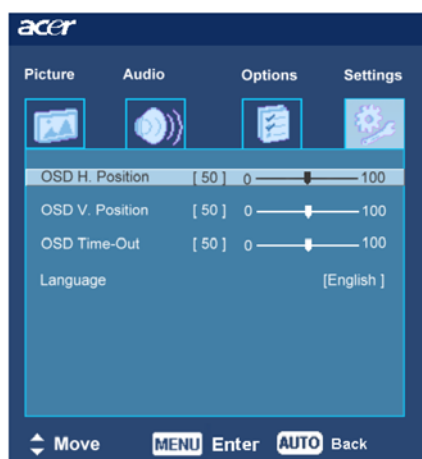 acer
Picture Audio Options Settings
OSD H. Position [ 50 ] 0 100
OSD V. Position [ 50 ] 0 100
OSD Time-Out [ 50 ] 0 100
Language [English ]
Move MENU Enter AUTO Back